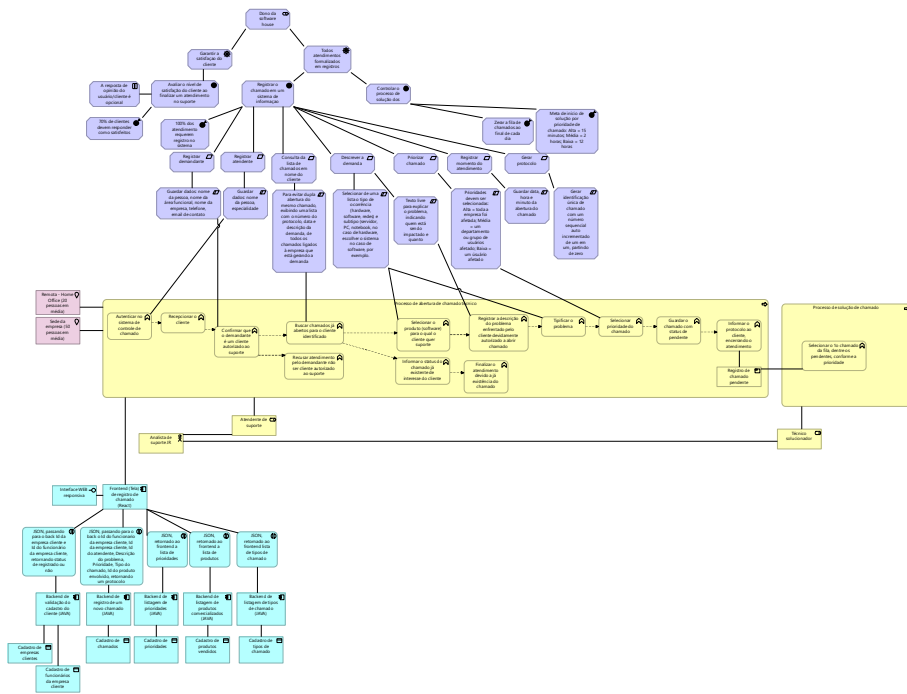 Dono da
software
house
Garantir a
satisfação do
cliente
Todos
atendimentos
formalizados
em registros
A resposta de
opinião do
usuário/cliente é
opcional
Avaliar o nível de
satisfação do cliente ao
finalizar um atendimento
no suporte
Registrar o
chamado em um
sistema de
informação
Controlar o
processo de
solução dos
70% de clientes
devem responder
como satisfeitos
100% dos
atendimento
requerem
registro no
sistema
Zerar a fila de
chamados ao
final de cada
dia
Meta de início de
solução por
prioridade de
chamado: Alta = 15
minutos; Média = 2
horas; Baixa = 12
horas
Registrar
demandante
Registrar
atendente
Consulta da
lista de
chamados em
nome do
cliente
Descrever a
demanda
Priorizar
chamado
Registrar
momento do
atendimento
Gerar
protocolo
Guardar dados: nome
da pessoa, nome da
área funcional, nome da
empresa, telefone,
email de contato
Guardar
dados: nome da
pessoa,
especialidade
Para evitar dupla
abertura do
mesmo chamado,
exibindo uma lista
com o número do
protocolo, data e
descrição da
demanda, de
todos os
chamados ligados
à empresa que
está gerando a
demanda
Selecionar de uma
lista o tipo de
ocorrência
(hardware,
software, redes) e
subtipo (servidor,
PC, notebook, no
caso de hardware,
escolher o sistema
no caso de
software, por
exemplo.
Texto livre
para explicar o
problema,
indicando
quem está
sendo
impactado e
quanto
Prioridades
devem ser
selecionadas:
Alta = toda a
empresa foi
afetada; Média =
um
departamento
ou grupo de
usuários
afetado; Baixa =
um usuário
afetado
Guardar data,
hora e
minuto da
abertura do
chamado
Gerar
identificação
única de
chamado
com um
número
sequencial
auto
incrementado
de um em
um, partindo
de zero
Remota - Home
Office (20
pessoas em
média)
Sede da
empresa (50
pessoas em
média)
Processo de abertura de chamado técnico
Autenticar no
sistema de
controle de
chamado
Recepcionar o
cliente
Confirmar que
o demandante
é um cliente
autorizado ao
suporte
Buscar chamados já
abertos para o cliente
identificado
Recusar atendimento
pelo demandante não
ser cliente autorizado
ao suporte
Selecionar o
produto (software)
para o qual o
cliente quer
suporte
Informar o status do
chamado já
existente de
interesse do cliente
Registrar a descrição
do problema
enfrentado pelo
cliente devidamente
autorizado a abrir
chamado
Finalizar o
atendimento
devido a já
existência do
chamado
Tipificar o
problema
Selecionar
prioridade do
chamado
Guardar o
chamado com
status de
pendente
Informar o
protocolo ao
cliente,
encerrando o
atendimento
Registro de
chamado
pendente
Processo de solução de chamado
Selecionar o 1o chamado
da fila, dentre os
pendentes, conforme a
prioridade
Atendente de
suporte
Analista de
suporte JR
Técnico
solucionador
Interface WEB
responsiva
Frontend (Tela)
de registro de
chamado
(React)
JSON, passando
para o back Id da
empresa cliente e
Id do funcionário
da empresa cliente,
retornando status
de registrado ou
não
JSON, passando para o
back o Id do funcionario
da empresa cliente, Id
da empresa cliente, Id
do atendente, Descrição
do problema,
Prioridade, Tipo do
chamado, Id do produto
envolvido, retornando
um protocolo
JSON,
retornado ao
frontend a
lista de
prioridades
JSON,
retornado ao
frontend a
lista de
produtos
JSON,
retornado ao
frontend lista
de tipos de
chamado
Backend de
validação do
cadastro do
cliente (JAVA)
Backend de
registro de um
novo chamado
(JAVA)
Backend de
listagem de
prioridades
(JAVA)
Backend de
listagem de
produtos
comercializados
(JAVA)
Backend de
listagem de tipos
de chamado
(JAVA)
Cadastro de
empresas
clientes
Cadastro de
funcionários
da empresa
cliente
Cadastro de
chamados
Cadastro de
prioridades
Cadastro de
produtos
vendidos
Cadastro de
tipos de
chamado